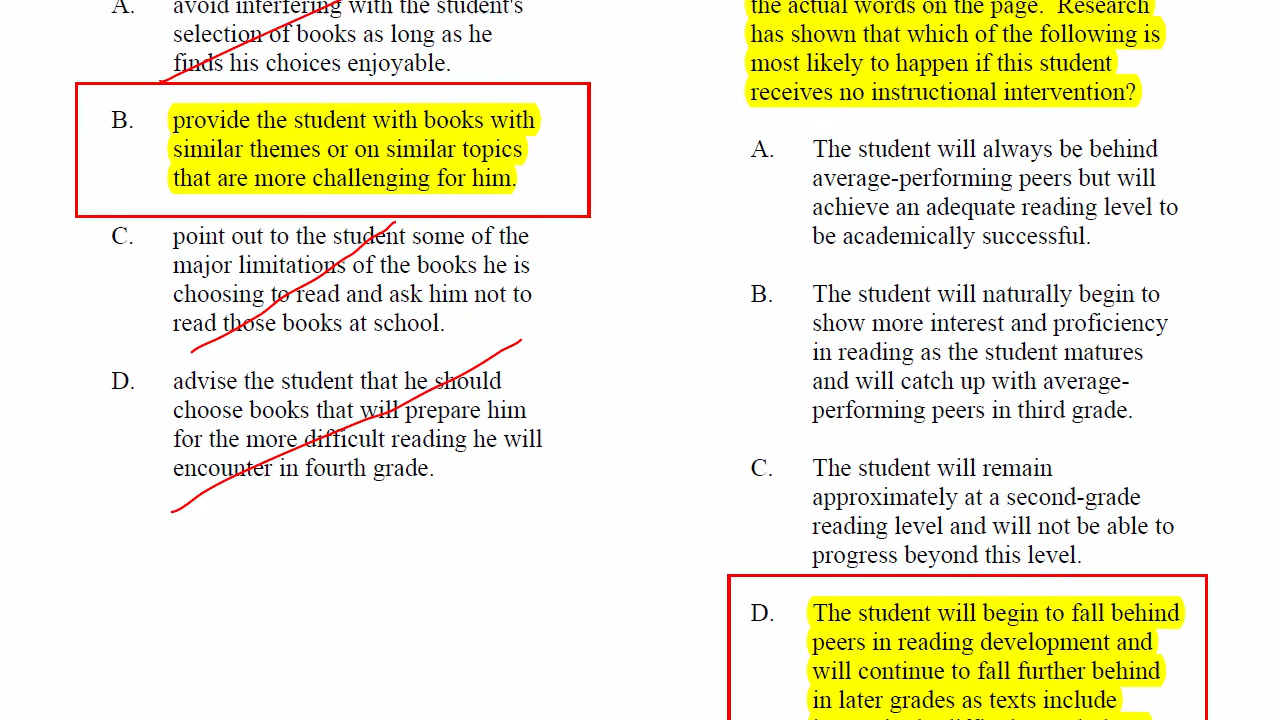 A. avoid interfering with the student's
selection of books as long as he
finds his choices enjoyable.
B. provide the student with books with
similar themes or on similar topics
that are more challenging for him.
C. point out to the student some of the
major limitations of the books he is
choosing to read and ask him not to
read those books at school.
D. advise the student that he should
choose books that will prepare him
for the more difficult reading he will
encounter in fourth grade.
the actual words on the page. Research
has shown that which of the following is
most likely to happen if this student
receives no instructional intervention?
A. The student will always be behind
average-performing peers but will
achieve an adequate reading level to
be academically successful.
B. The student will naturally begin to
show more interest and proficiency
in reading as the student matures
and will catch up with average-
performing peers in third grade.
C. The student will remain
approximately at a second-grade
reading level and will not be able to
progress beyond this level.
D. The student will begin to fall behind
peers in reading development and
will continue to fall further behind
in later grades as texts include